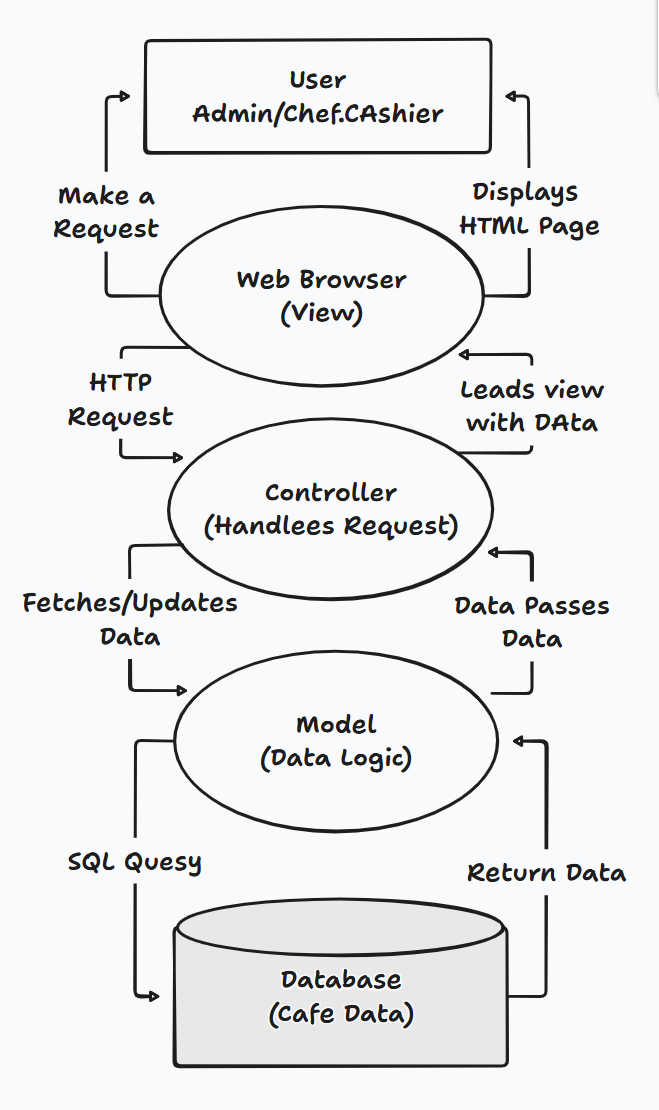 User
Admin/Chef.CAshier
Make a
Request
Displays
HTML Page
Web Browser
(View)
HTTP
Request
Leads view
with DAta
Controller
(Handlees Request)
Fetches/Updates
Data
Data Passes
Data
Model
(Data Logic)
SQL Quesy
Return Data
Database
(Cafe Data)